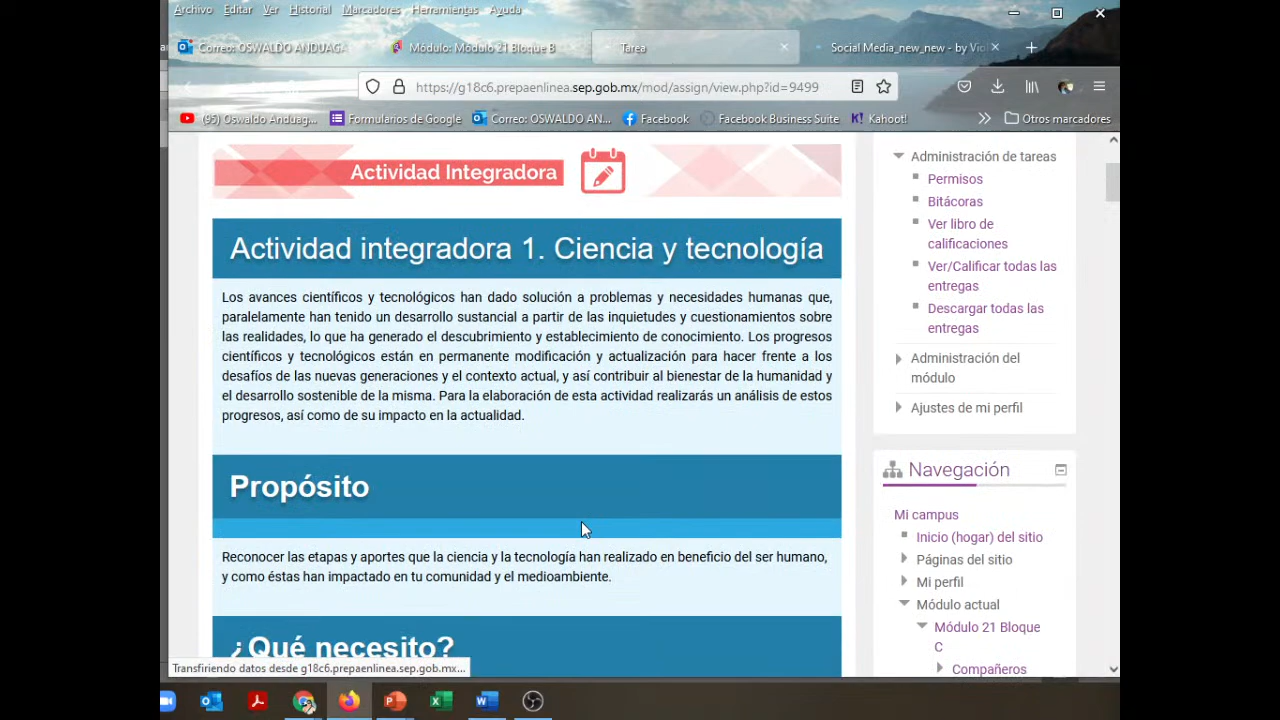 Archivo Editar Ver Historial Marcadores Herramientas Ayuda
Correo: OSWALDO ANDUAGA
Módulo: Módulo 21 Bloque B
Tarea
Social Media_new_new - by Vio
https://g18c6.prepaenlinea.sep.gob.mx/mod/assign/view.php?id=9499
(95) Oswaldo Anduag...
Formularios de Google
Correo: OSWALDO AN...
Facebook
Facebook Business Suite
Kahoot!
Otros marcadores
Actividad Integradora
Actividad integradora 1. Ciencia y tecnología
Los avances científicos y tecnológicos han dado solución a problemas y necesidades humanas que,
paralelamente han tenido un desarrollo sustancial a partir de las inquietudes y cuestionamientos sobre
las realidades, lo que ha generado el descubrimiento y establecimiento de conocimiento. Los progresos
científicos y tecnológicos están en permanente modificación y actualización para hacer frente a los
desafíos de las nuevas generaciones y el contexto actual, y así contribuir al bienestar de la humanidad y
el desarrollo sostenible de la misma. Para la elaboración de esta actividad realizarás un análisis de estos
progresos, así como de su impacto en la actualidad.
Propósito
Reconocer las etapas y aportes que la ciencia y la tecnología han realizado en beneficio del ser humano,
y como éstas han impactado en tu comunidad y el medioambiente.
¿Qué necesito?
Administración de tareas
Permisos
Bitácoras
Ver libro de
calificaciones
Ver/Calificar todas las
entregas
Descargar todas las
entregas
Administración del
módulo
Ajustes de mi perfil
Navegación
Mi campus
Inicio (hogar) del sitio
Páginas del sitio
Mi perfil
Módulo actual
Módulo 21 Bloque
C
Compañeros
Transfiriendo datos desde g18c6.prepaenlinea.sep.gob.mx...